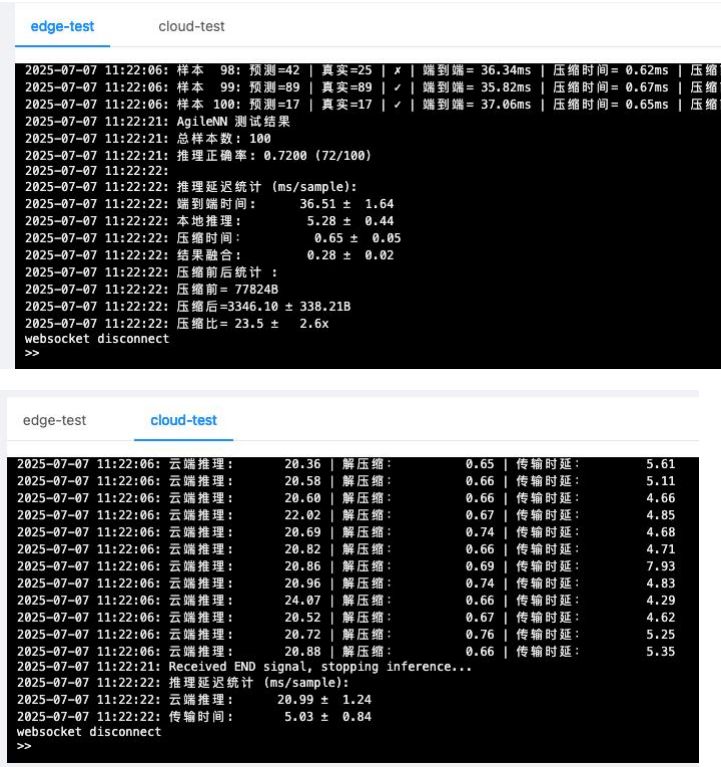 edge-test cloud-test
2025-07-07 11:22:06: 样本 98: 预测=42 | 真实=25 | ✗ | 端到端= 36.34ms | 压缩时间= 0.62ms | 压缩
2025-07-07 11:22:06: 样本 99: 预测=89 | 真实=89 | ✓ | 端到端= 35.82ms | 压缩时间= 0.67ms | 压缩
2025-07-07 11:22:06: 样本 100: 预测=17 | 真实=17 | ✓ | 端到端= 37.06ms | 压缩时间= 0.65ms | 压缩
2025-07-07 11:22:21: AgileNN 测试结果
2025-07-07 11:22:21: 总样本数: 100
2025-07-07 11:22:21: 推理正确率: 0.7200 (72/100)
2025-07-07 11:22:22:
2025-07-07 11:22:22: 推理延迟统计 (ms/sample):
2025-07-07 11:22:22: 端到端时间: 36.51 ± 1.64
2025-07-07 11:22:22: 本地推理: 5.28 ± 0.44
2025-07-07 11:22:22: 压缩时间: 0.65 ± 0.05
2025-07-07 11:22:22: 结果融合: 0.28 ± 0.02
2025-07-07 11:22:22: 压缩前后统计 :
2025-07-07 11:22:22: 压缩前= 77824B
2025-07-07 11:22:22: 压缩后=3346.10 ± 338.21B
2025-07-07 11:22:22: 压缩比= 23.5 ± 2.6x
websocket disconnect
>>
edge-test cloud-test
2025-07-07 11:22:06: 云端推理: 20.36 | 解压缩: 0.65 | 传输时延: 5.61
2025-07-07 11:22:06: 云端推理: 20.58 | 解压缩: 0.66 | 传输时延: 5.11
2025-07-07 11:22:06: 云端推理: 20.60 | 解压缩: 0.66 | 传输时延: 4.66
2025-07-07 11:22:06: 云端推理: 22.02 | 解压缩: 0.67 | 传输时延: 4.85
2025-07-07 11:22:06: 云端推理: 20.69 | 解压缩: 0.74 | 传输时延: 4.68
2025-07-07 11:22:06: 云端推理: 20.82 | 解压缩: 0.66 | 传输时延: 4.71
2025-07-07 11:22:06: 云端推理: 20.86 | 解压缩: 0.69 | 传输时延: 7.93
2025-07-07 11:22:06: 云端推理: 20.96 | 解压缩: 0.74 | 传输时延: 4.83
2025-07-07 11:22:06: 云端推理: 24.07 | 解压缩: 0.66 | 传输时延: 4.29
2025-07-07 11:22:06: 云端推理: 20.52 | 解压缩: 0.67 | 传输时延: 4.62
2025-07-07 11:22:06: 云端推理: 20.72 | 解压缩: 0.76 | 传输时延: 5.25
2025-07-07 11:22:06: 云端推理: 20.88 | 解压缩: 0.66 | 传输时延: 5.35
2025-07-07 11:22:21: Received END signal, stopping inference...
2025-07-07 11:22:22: 推理延迟统计 (ms/sample):
2025-07-07 11:22:22: 云端推理: 20.99 ± 1.24
2025-07-07 11:22:22: 传输时间: 5.03 ± 0.84
websocket disconnect
>>